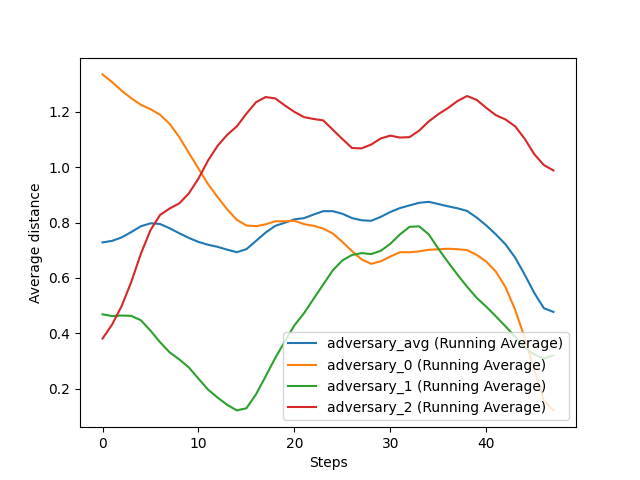 1.2
1.0
0.8
0.6
0.4
0.2
Average distance
adversary_avg (Running Average)
adversary_0 (Running Average)
adversary_1 (Running Average)
adversary_2 (Running Average)
0 10 20 30 40
Steps